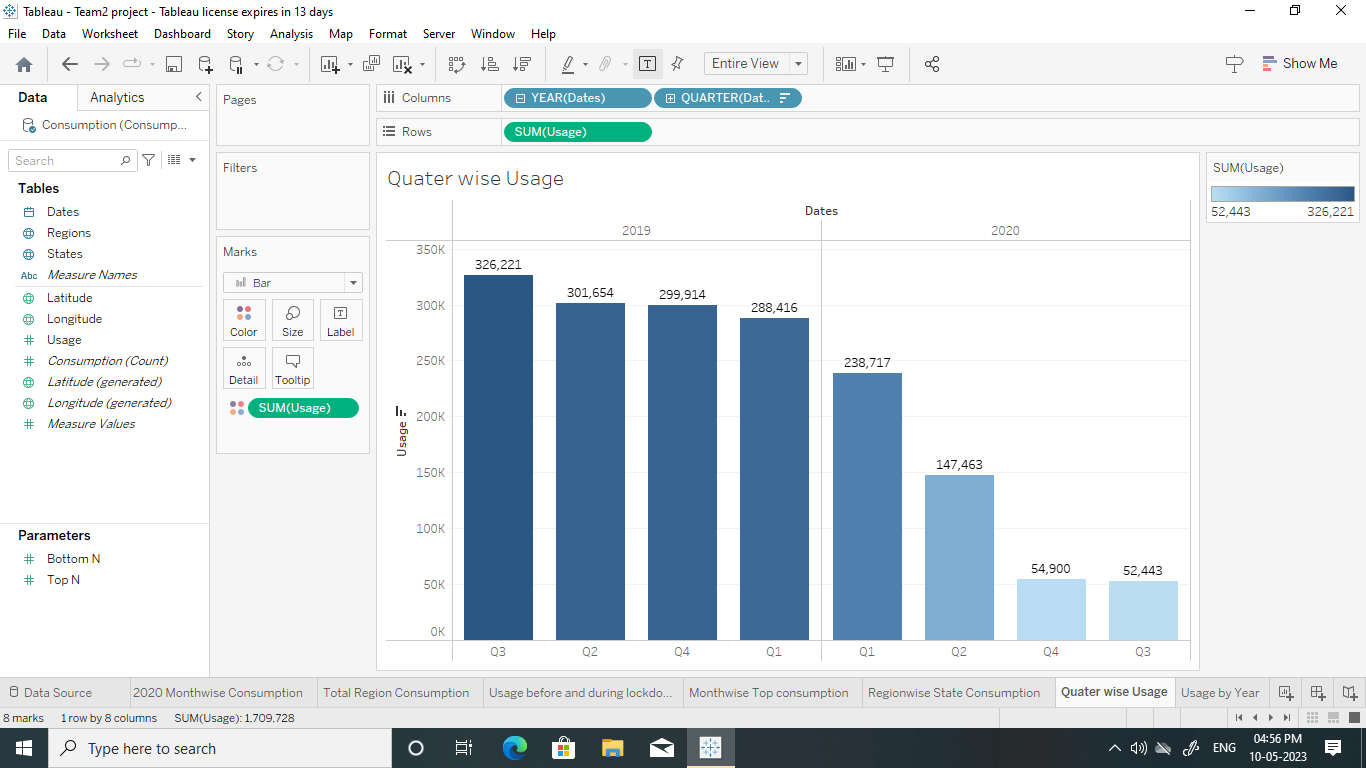 Tableau - Team2 project - Tableau license expires in 13 days
File Data Worksheet Dashboard Story Analysis Map Format Server Window Help
Entire View
Show Me
Data Analytics
Consumption (Consump...
Search
Tables
Dates
Regions
States
Abc Measure Names
Latitude
Longitude
Usage
Consumption (Count)
Latitude (generated)
Longitude (generated)
Measure Values
Parameters
Bottom N
Top N
Pages
Filters
Marks
Bar
Color Size Label
Detail Tooltip
SUM(Usage)
Columns YEAR(Dates) QUARTER(Dat..
Rows SUM(Usage)
Quater wise Usage
Dates
2019 2020
Usage
350K
300K
250K
200K
150K
100K
50K
0K
326,221
301,654
299,914
288,416
238,717
147,463
54,900
52,443
Q3 Q2 Q4 Q1 Q1 Q2 Q4 Q3
SUM(Usage)
52,443 326,221
Data Source 2020 Monthwise Consumption Total Region Consumption Usage before and during lockdo... Monthwise Top consumption Regionwise State Consumption Quater wise Usage Usage by Year
8 marks 1 row by 8 columns SUM(Usage): 1,709,728
Type here to search
ENG
04:56 PM
10-05-2023